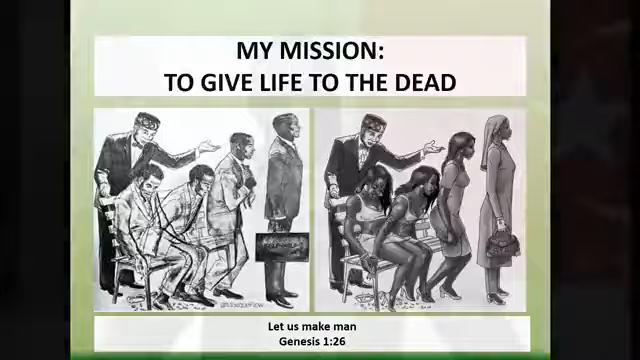 MY MISSION:
TO GIVE LIFE TO THE DEAD
Let us make man
Genesis 1:26